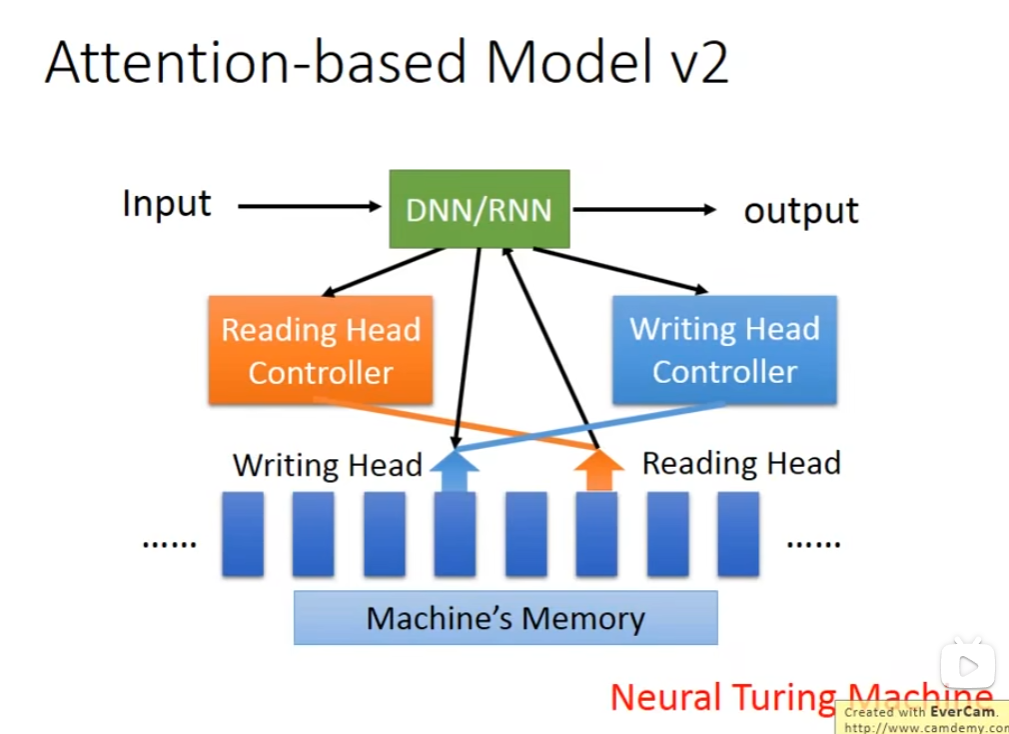 Attention-based Model v2
Input
DNN/RNN
output
Reading Head
Controller
Writing Head
Controller
Writing Head
Reading Head
......
......
Machine's Memory
Neural Turing Machine
Created with EverCam.
http://www.camdemy.com